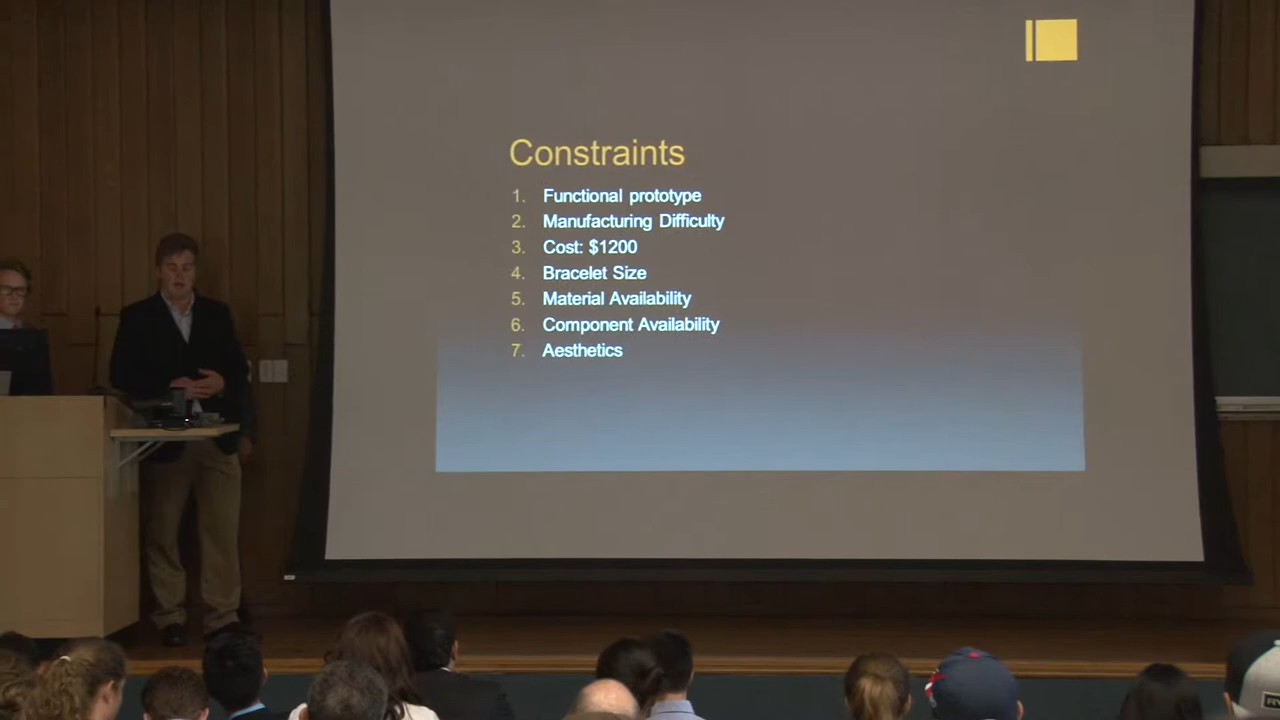 Constraints
1. Functional prototype
2. Manufacturing Difficulty
3. Cost: $1200
4. Bracelet Size
5. Material Availability
6. Component Availability
7. Aesthetics